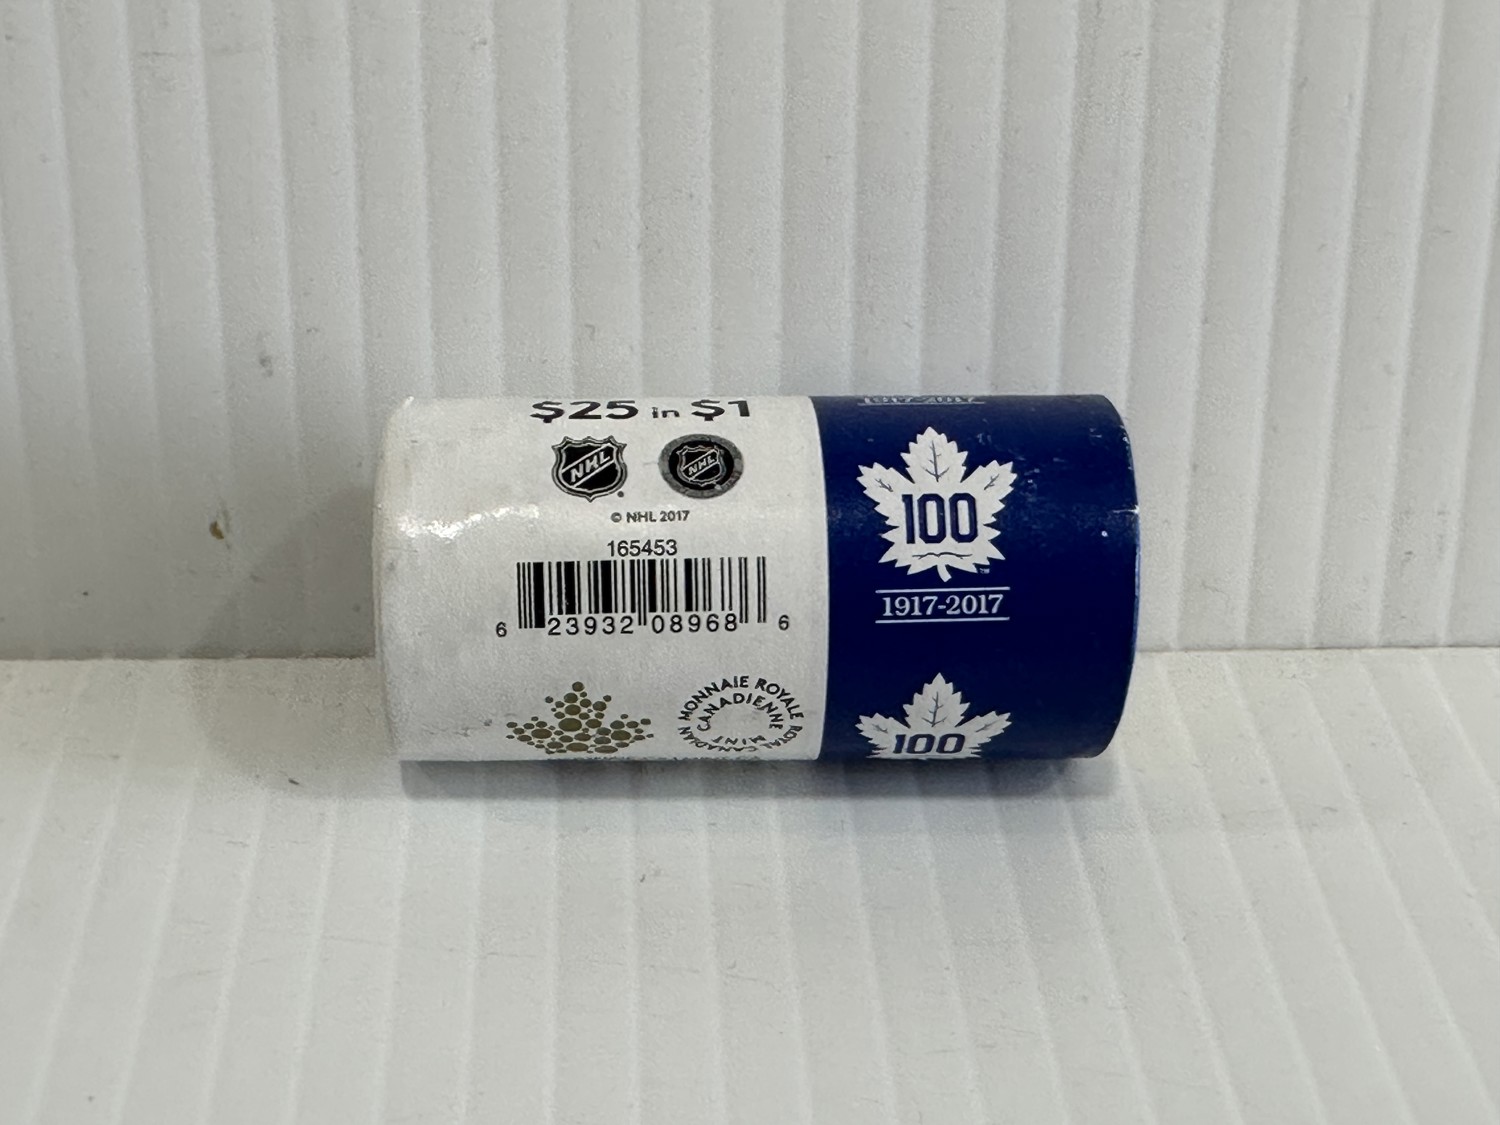 $25 in $1
NHL
NHL
© NHL 2017
165453
6 23932 08968 6
MONNAIE ROYALE CANADIENNE
ROYAL CANADIAN MINT
1917-2017
100
TM
1917-2017
100